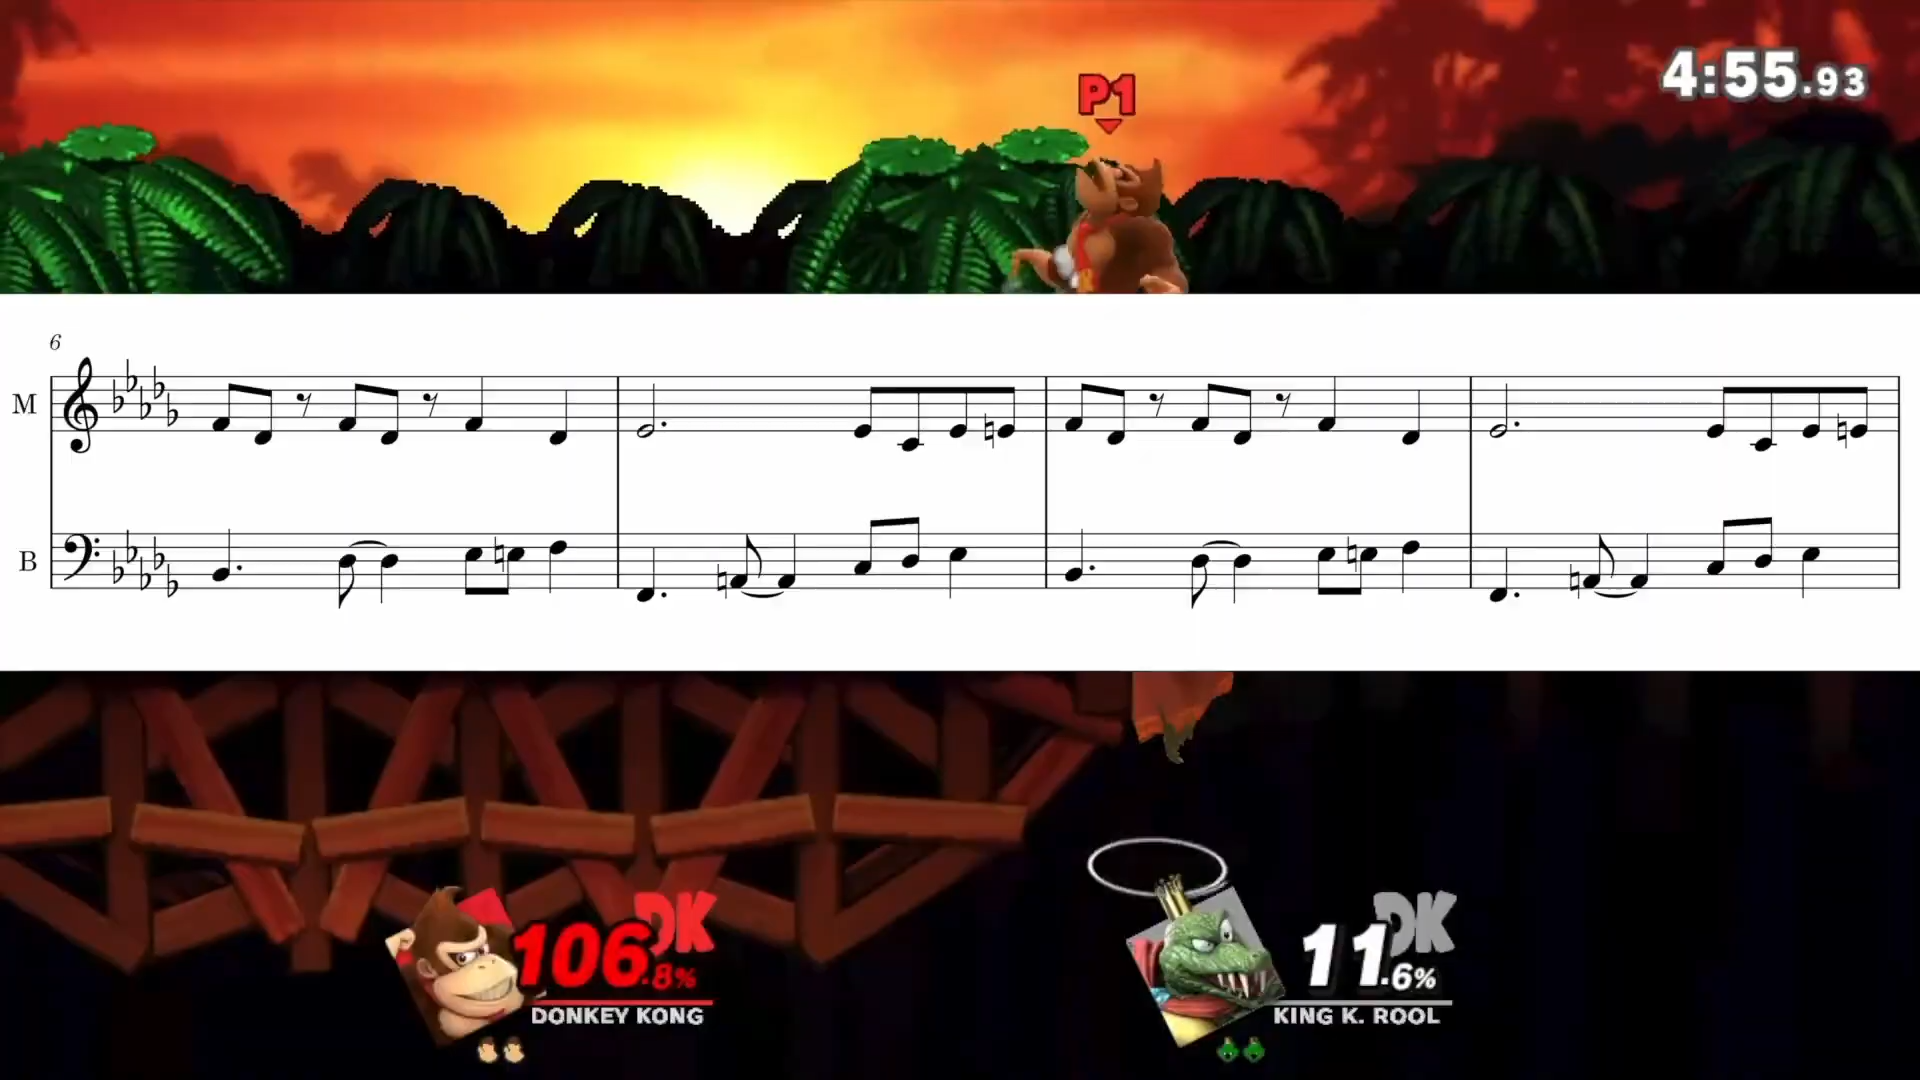 P1
4:55.93
6
M
B
DK
106.8%
DONKEY KONG
DK
11.6%
KING K. ROOL